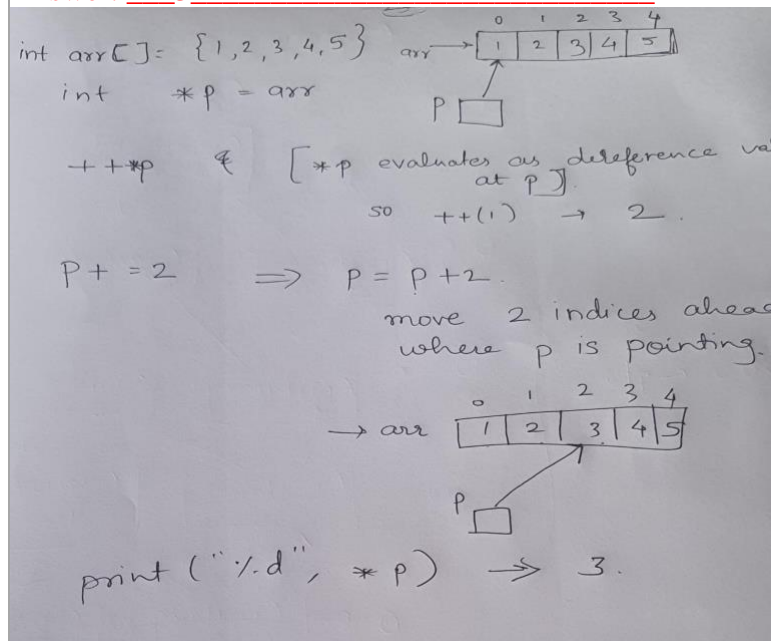 0 1 2 3 4
int arr[]= {1,2,3,4,5} arr → 1 2 3 4 5
int *p = arr
P
++*p & [*p evaluates as dereference va
at p].
so ++(1) → 2.
P+ =2 ⇒ P = P +2.
move 2 indices ahead
where p is pointing.
0 1 2 3 4
→ arr 1 2 3 4 5
P
print ("%d", *p) → 3.